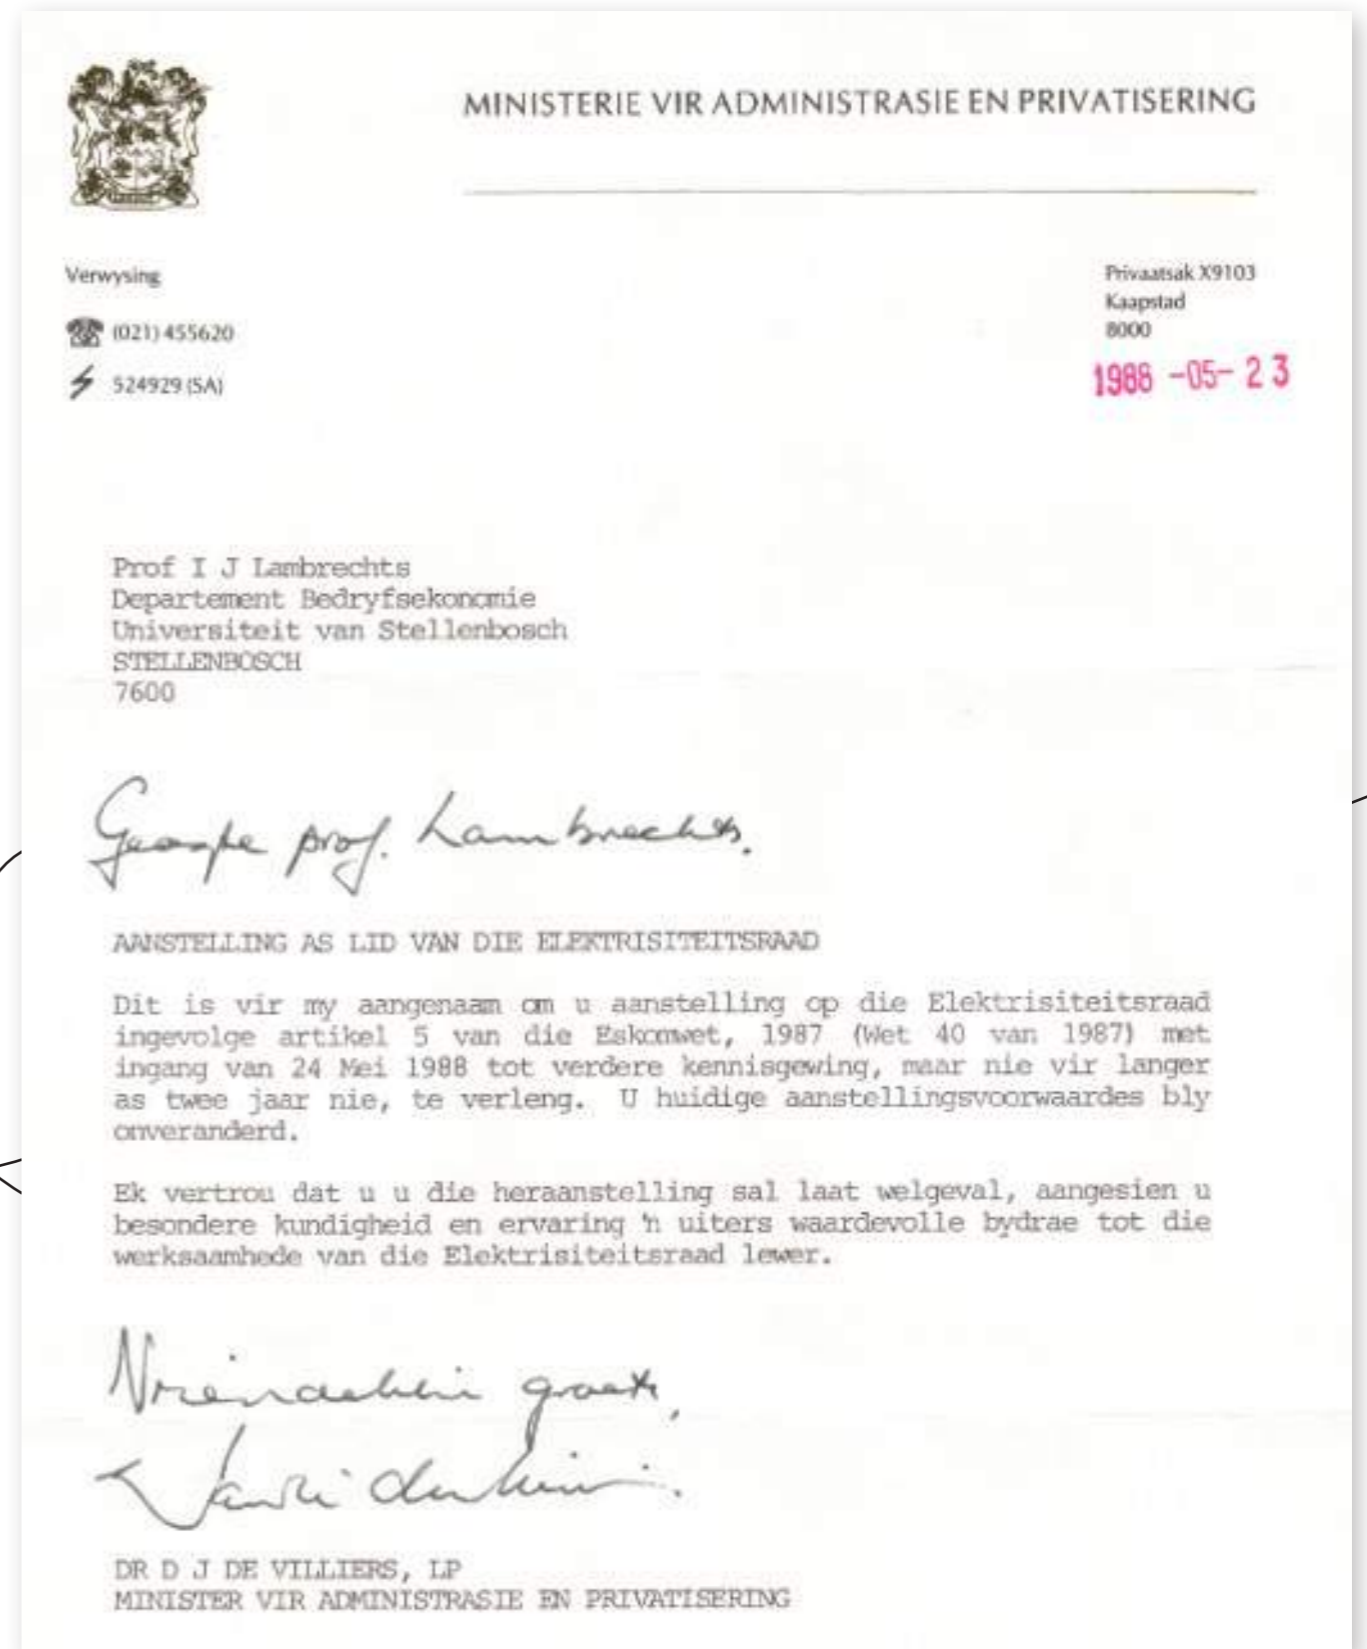 MINISTERIE VIR ADMINISTRASIE EN PRIVATISERING
Verwysing
(021) 455620
524929 (SA)
Privaatsak X9103
Kaapstad
8000
1988 -05- 23
Prof I J Lambrechts
Departement Bedryfsekonomie
Universiteit van Stellenbosch
STELLENBOSCH
7600
Geagte prof. Lambrechts.
AANSTELLING AS LID VAN DIE ELEKTRISITEITSRAAD
Dit is vir my aangenaam om u aanstelling op die Elektrisiteitsraad
ingevolge artikel 5 van die Eskomwet, 1987 (Wet 40 van 1987) met
ingang van 24 Mei 1988 tot verdere kennisgewing, maar nie vir langer
as twee jaar nie, te verleng. U huidige aanstellingsvoorwaardes bly
onveranderd.
Ek vertrou dat u u die heraanstelling sal laat welgeval, aangesien u
besondere kundigheid en ervaring 'n uiters waardevolle bydrae tot die
werksaamhede van die Elektrisiteitsraad lewer.
Vriendelike groete,
DR D J DE VILLIERS, LP
MINISTER VIR ADMINISTRASIE EN PRIVATISERING